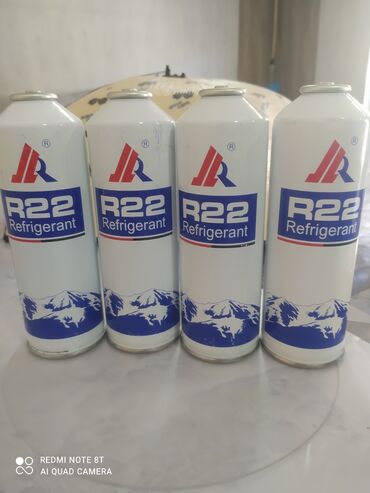 ®
R22
Refrigerant
®
R22
Refrigerant
®
R22
Refrigerant
®
R22
Refrigerant
REDMI NOTE 8T
AI QUAD CAMERA